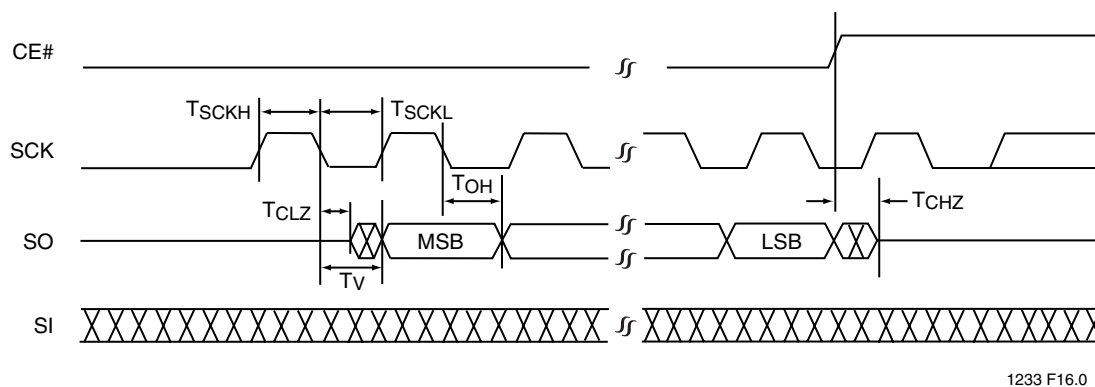 CE#
TSCKH
TSCKL
SCK
TOH
TCLZ
TCHZ
SO
MSB
LSB
TV
SI
1233 F16.0